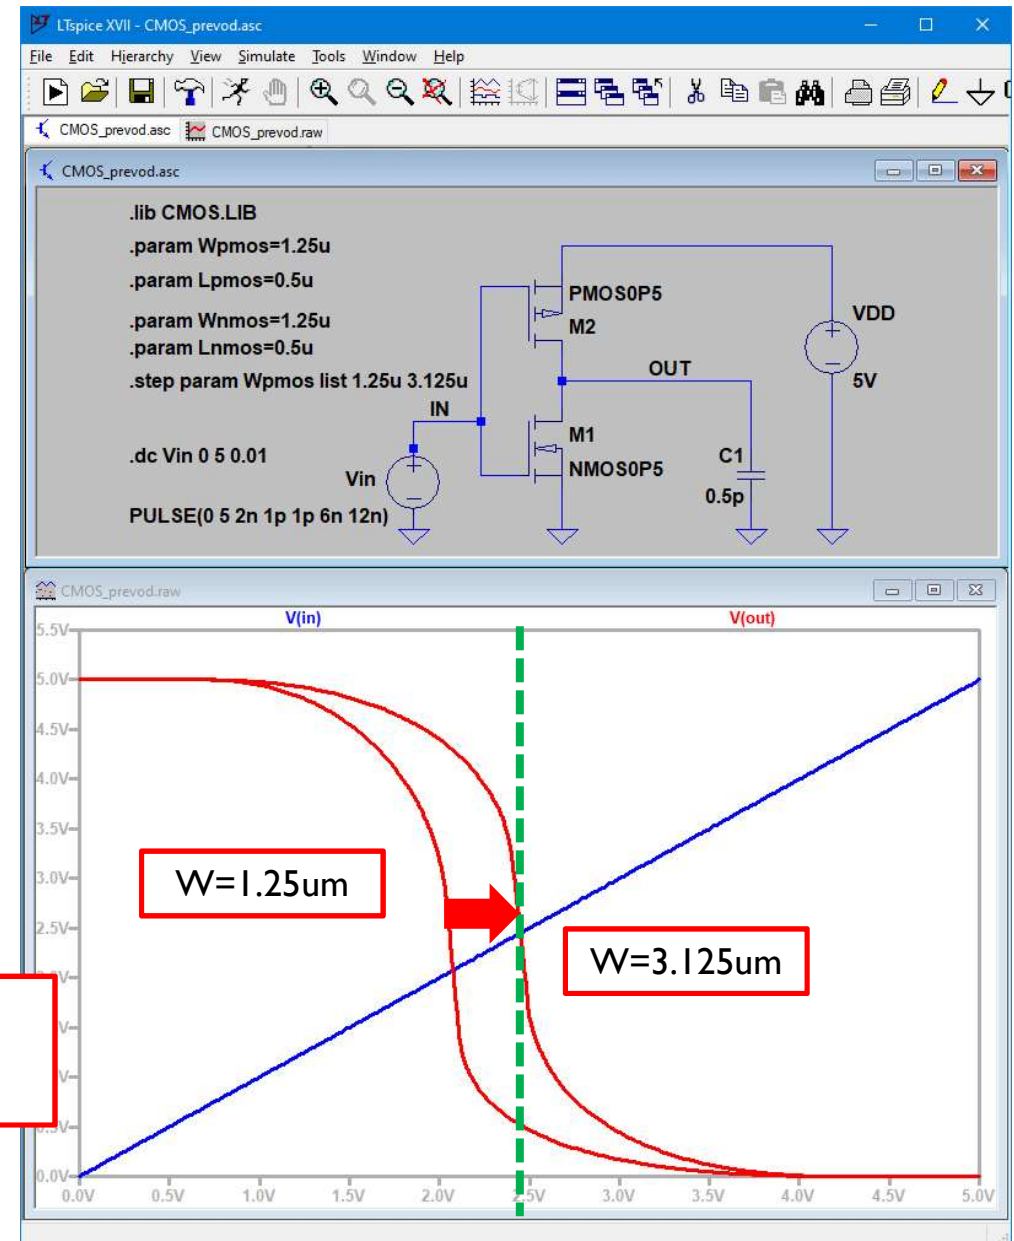 LTspice XVII - CMOS_prevod.asc
File Edit Hierarchy View Simulate Tools Window Help
CMOS_prevod.asc CMOS_prevod.raw
CMOS_prevod.asc
.lib CMOS.LIB
.param Wpmos=1.25u
.param Lpmos=0.5u
.param Wnmos=1.25u
.param Lnmos=0.5u
.step param Wpmos list 1.25u 3.125u
.dc Vin 0 5 0.01
PULSE(0 5 2n 1p 1p 6n 12n)
IN
Vin
PMOS0P5
M2
OUT
M1
NMOS0P5
C1
0.5p
VDD
5V
CMOS_prevod.raw
V(in) V(out)
5.5V
5.0V
4.5V
4.0V
3.5V
3.0V
2.5V
0.0V
W=1.25um
W=3.125um
0.0V 0.5V 1.0V 1.5V 2.0V 2.5V 3.0V 3.5V 4.0V 4.5V 5.0V